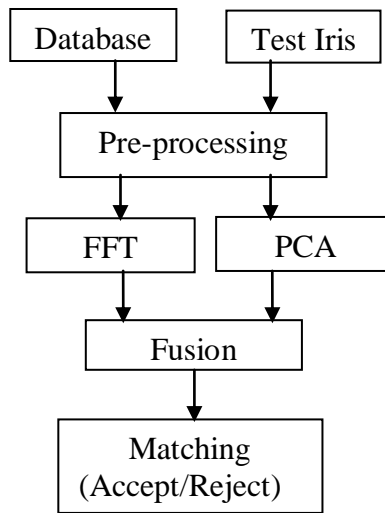 Database
Test Iris
Pre-processing
FFT
PCA
Fusion
Matching
(Accept/Reject)